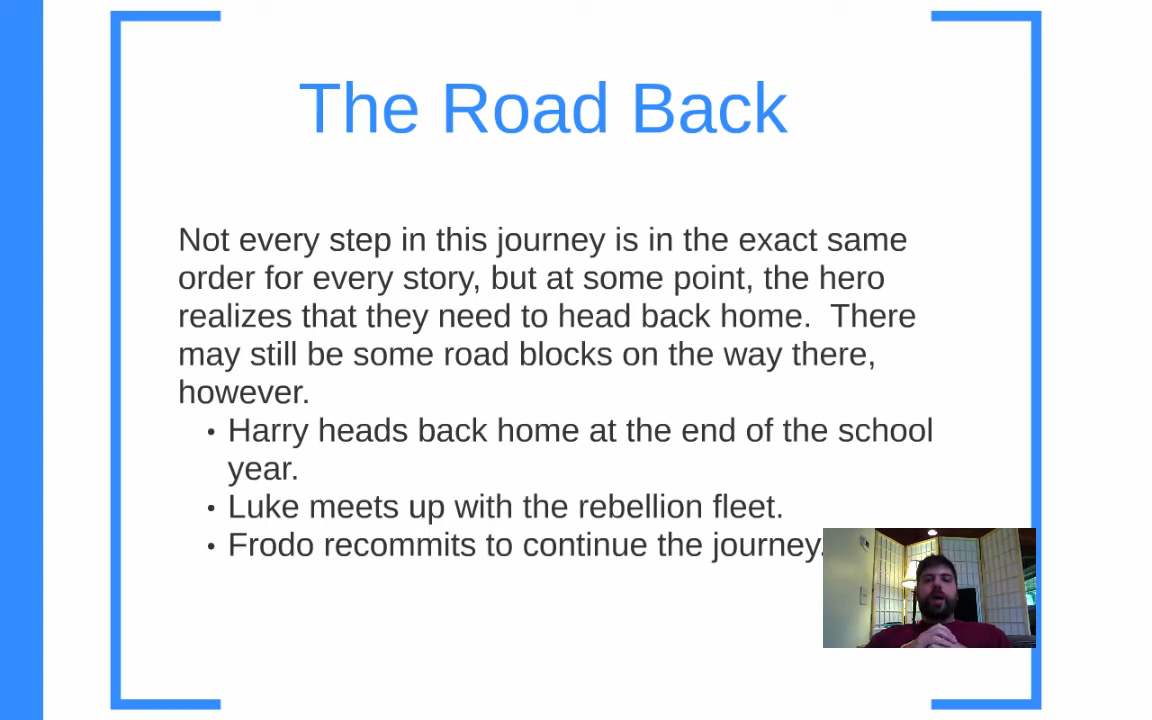 The Road Back
Not every step in this journey is in the exact same
order for every story, but at some point, the hero
realizes that they need to head back home.  There
may still be some road blocks on the way there,
however.
• Harry heads back home at the end of the school
year.
• Luke meets up with the rebellion fleet.
• Frodo recommits to continue the journey.